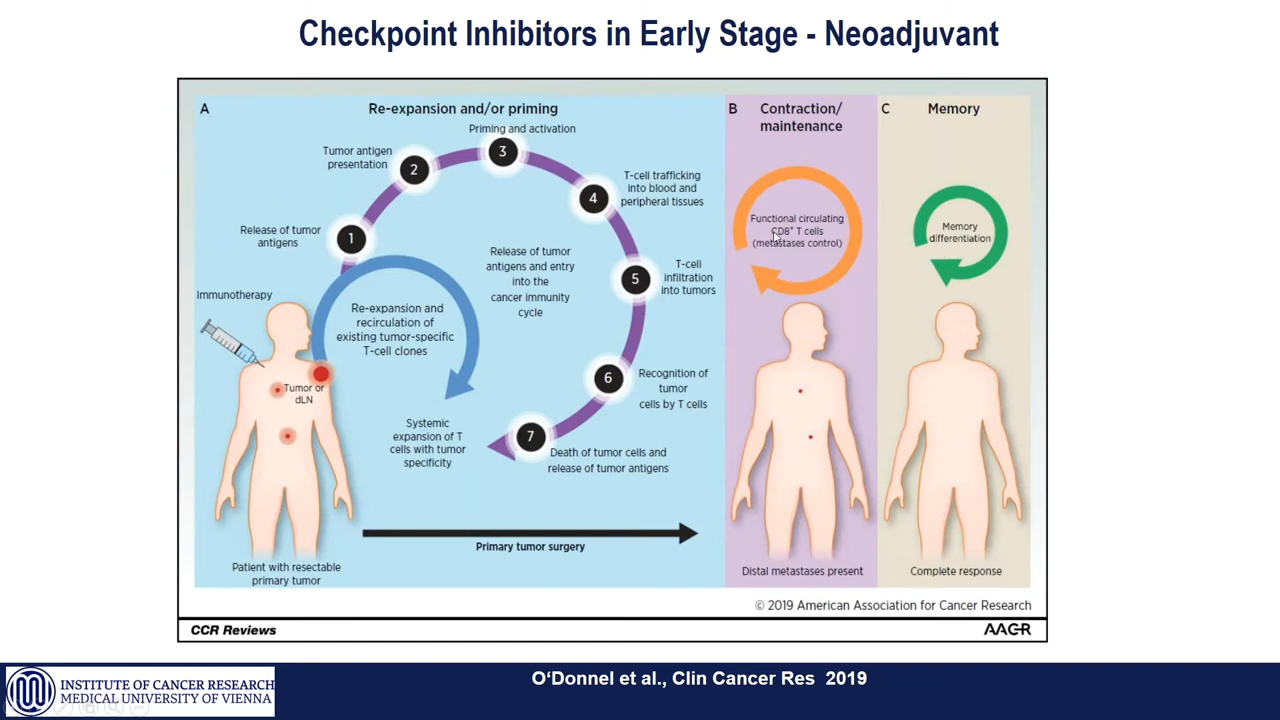 Checkpoint Inhibitors in Early Stage - Neoadjuvant
A
Re-expansion and/or priming
Priming and activation
3
Tumor antigen
presentation
2
4
T-cell trafficking
into blood and
peripheral tissues
Release of tumor
antigens
1
Release of tumor
antigens and entry
into the
cancer immunity
cycle
5
T-cell
infiltration
into tumors
Immunotherapy
Re-expansion and
recirculation of
existing tumor-specific
T-cell clones
Tumor or
dLN
6
Recognition of
tumor
cells by T cells
Systemic
expansion of T
cells with tumor
specificity
7
Death of tumor cells and
release of tumor antigens
Primary tumor surgery
Patient with resectable
primary tumor
B
Contraction/
maintenance
Functional circulating
CD8+ T cells
(metastases control)
Distal metastases present
C
Memory
Memory
differentiation
Complete response
© 2019 American Association for Cancer Research
CCR Reviews
AACR
INSTITUTE OF CANCER RESEARCH
MEDICAL UNIVERSITY OF VIENNA
O‘Donnel et al., Clin Cancer Res 2019